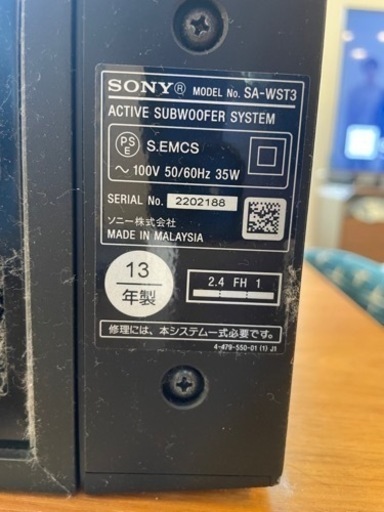 SONY® MODEL No. SA-WST3
ACTIVE SUBWOOFER SYSTEM
PS
E
S.EMCS
～ 100V 50/60Hz 35W
SERIAL No. 2202188
ソニー株式会社
MADE IN MALAYSIA
13
年製
2.4 FH 1
修理には、本システム一式必要です。
4-479-550-01 (1) J1